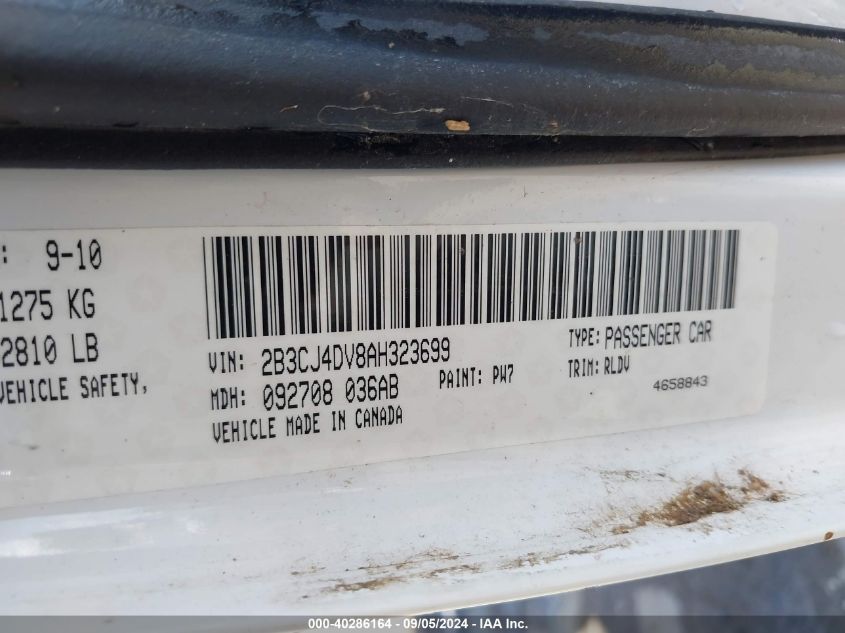 : 9-10
1275 KG
2810 LB
VEHICLE SAFETY,
VIN: 2B3CJ4DV8AH323699
TYPE: PASSENGER CAR
MDH: 092708 036AB
PAINT: PW7
TRIM: RLDV
VEHICLE MADE IN CANADA
4658843
000-40286164 - 09/05/2024 - IAA Inc.